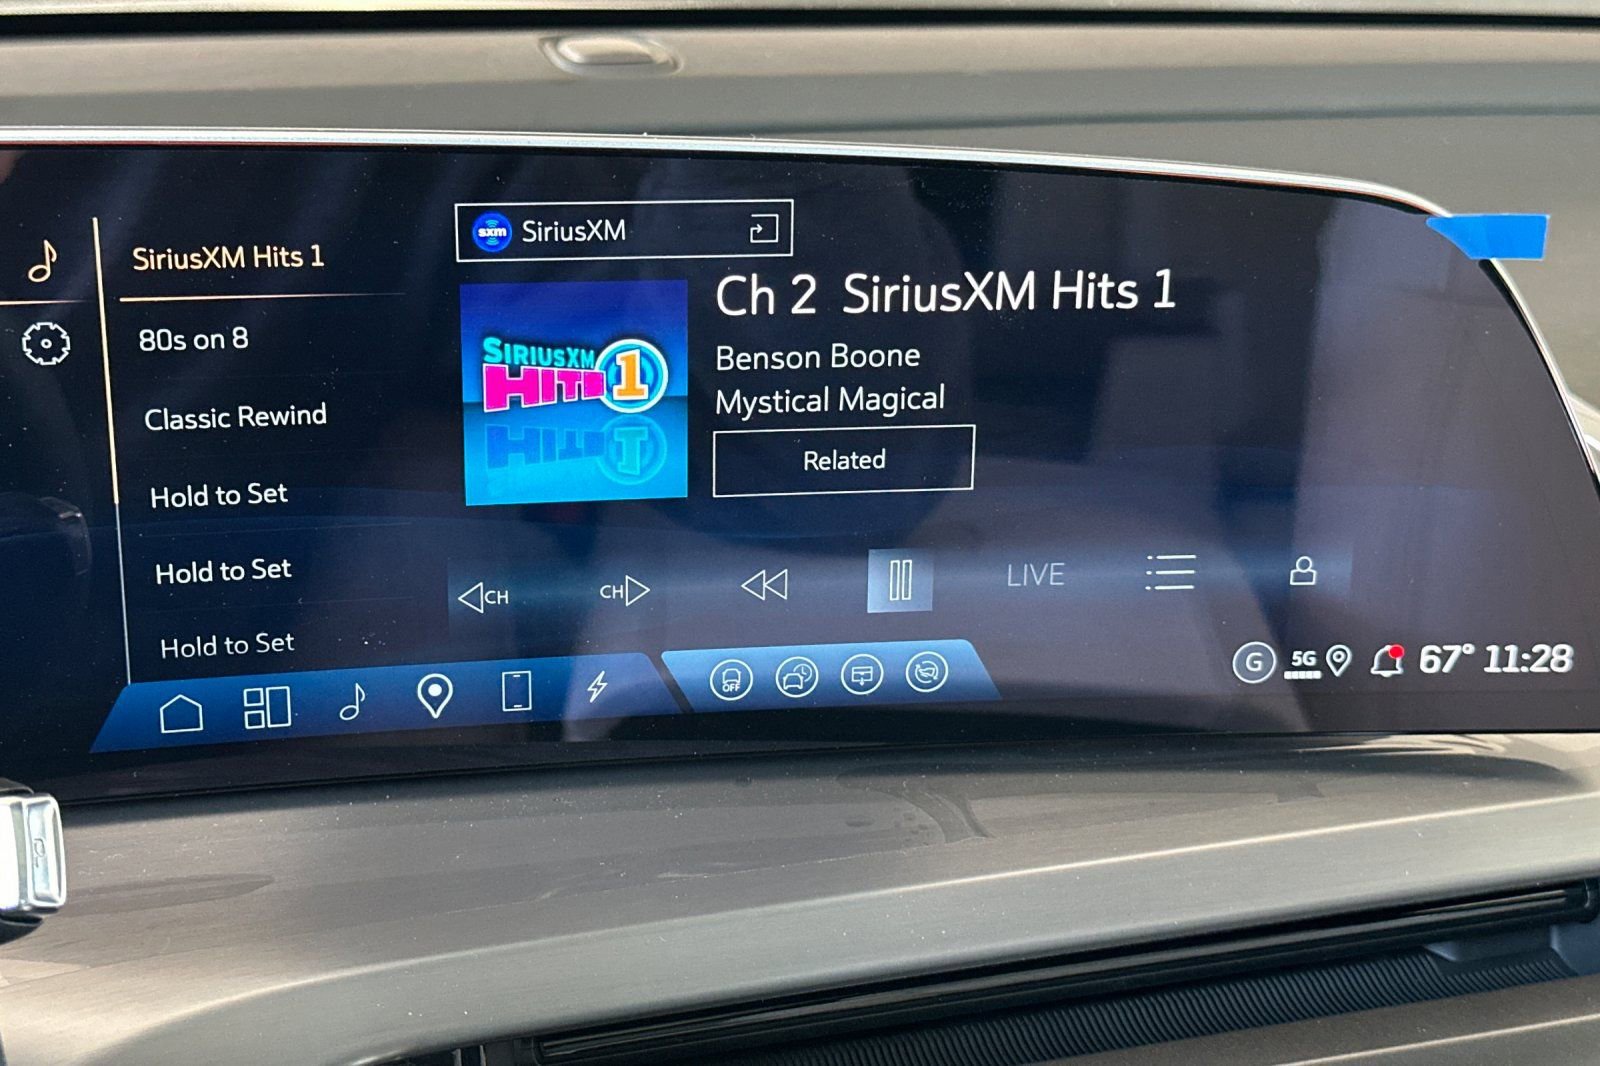 SiriusXM Hits 1
80s on 8
Classic Rewind
Hold to Set
Hold to Set
Hold to Set
sxm SiriusXM
SIRIUSXM
HITS 1
Ch 2 SiriusXM Hits 1
Benson Boone
Mystical Magical
Related
CH
CH
LIVE
OFF
G 5G 67° 11:28